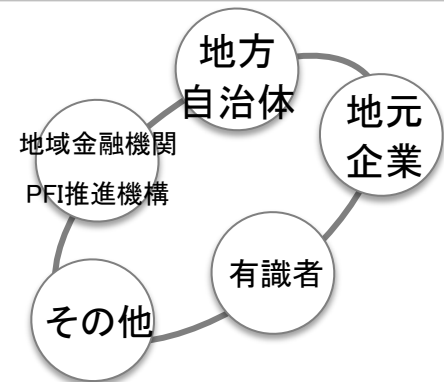 地方
自治体
地元
企業
地域金融機関
PFI推進機構
有識者
その他